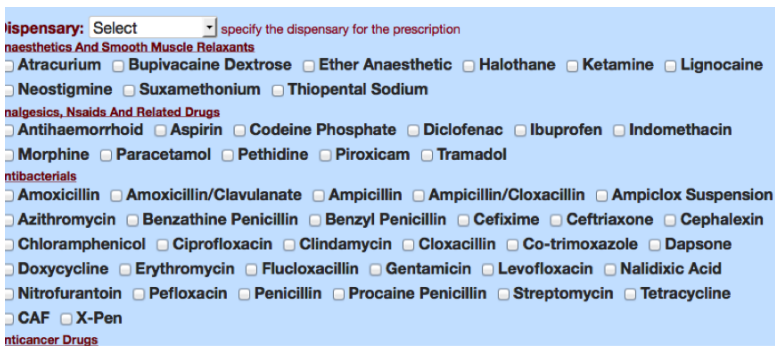 Dispensary: Select specify the dispensary for the prescription
naesthetics And Smooth Muscle Relaxants
Atracurium Bupivacaine Dextrose Ether Anaesthetic Halothane Ketamine Lignocaine
Neostigmine Suxamethonium Thiopental Sodium
nalgesics, Nsaids And Related Drugs
Antihaemorrhoid Aspirin Codeine Phosphate Diclofenac Ibuprofen Indomethacin
Morphine Paracetamol Pethidine Piroxicam Tramadol
ntibacterials
Amoxicillin Amoxicillin/Clavulanate Ampicillin Ampicillin/Cloxacillin Ampiclox Suspension
Azithromycin Benzathine Penicillin Benzyl Penicillin Cefixime Ceftriaxone Cephalexin
Chloramphenicol Ciprofloxacin Clindamycin Cloxacillin Co-trimoxazole Dapsone
Doxycycline Erythromycin Flucloxacillin Gentamicin Levofloxacin Nalidixic Acid
Nitrofurantoin Pefloxacin Penicillin Procaine Penicillin Streptomycin Tetracycline
CAF X-Pen
nticancer Drugs